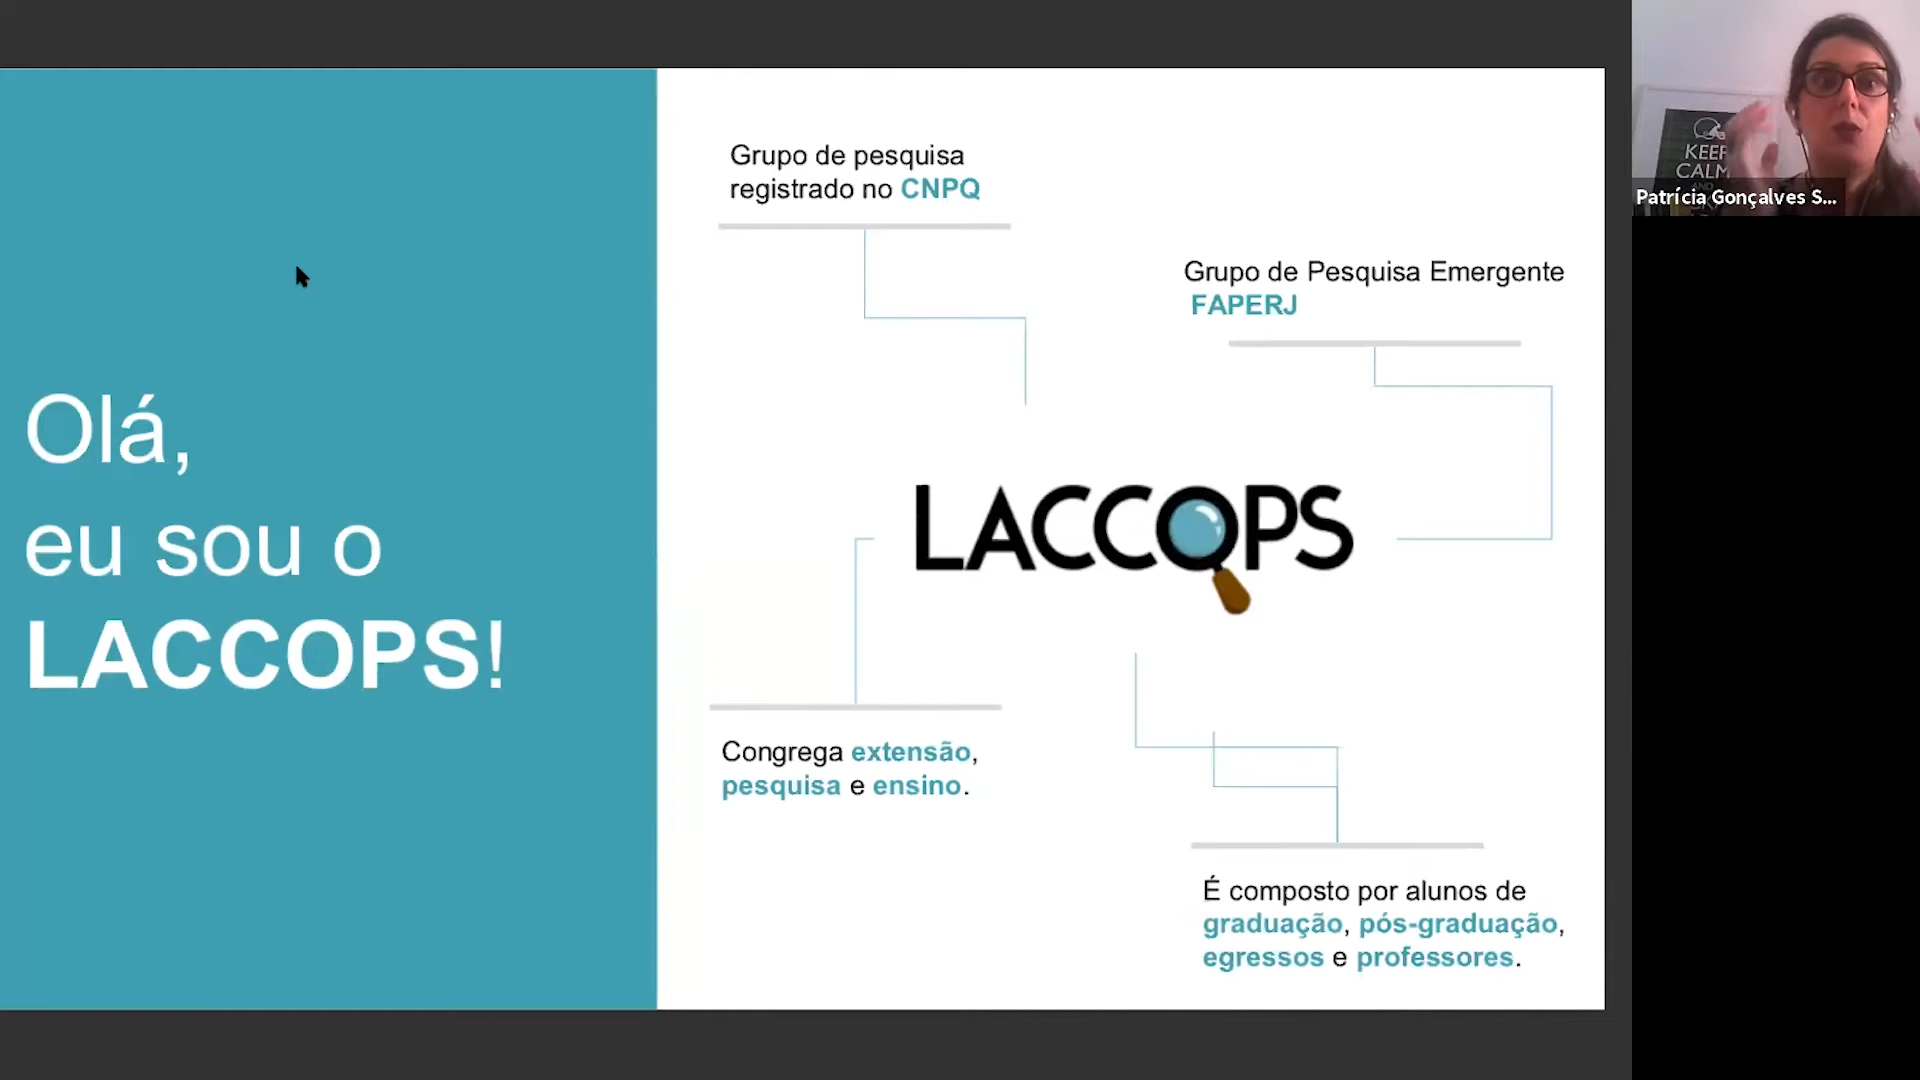 Olá,
eu sou o
LACCOPS!
Grupo de pesquisa
registrado no CNPQ
Grupo de Pesquisa Emergente
FAPERJ
LACCOPS
Congrega extensão,
pesquisa e ensino.
É composto por alunos de
graduação, pós-graduação,
egressos e professores.
KEEP
CALM
AND
Patrícia Gonçalves S...